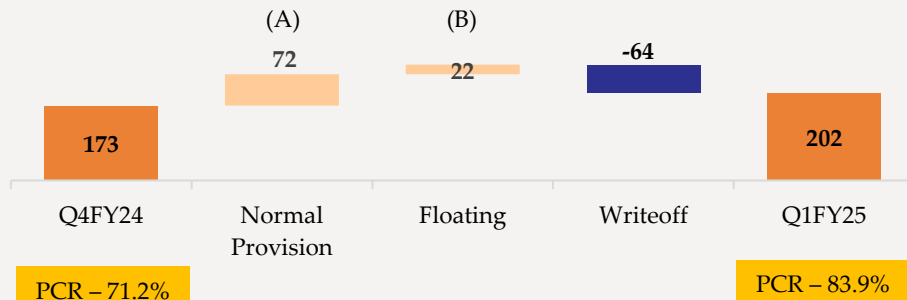 (A)
(B)
72
22
-64
173
202
Q4FY24
Normal
Provision
Floating
Writeoff
Q1FY25
PCR – 71.2%
PCR – 83.9%